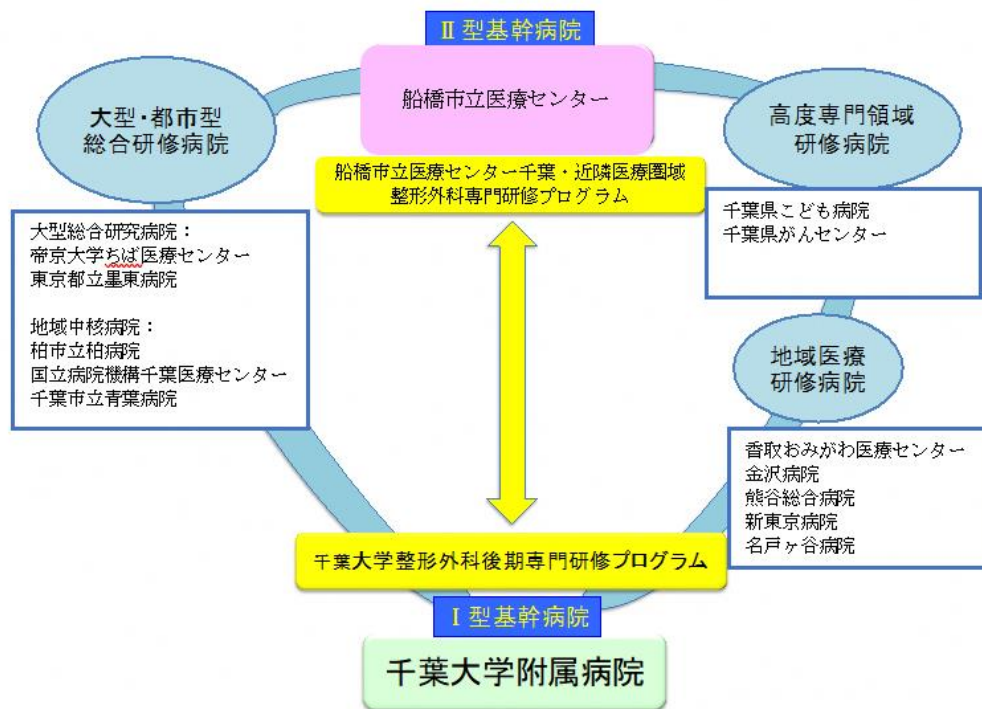 Ⅱ型基幹病院
船橋市立医療センター
船橋市立医療センター千葉・近隣医療圏域
整形外科専門研修プログラム
大型・都市型
総合研修病院
大型総合研究病院：
帝京大学ちば医療センター
東京都立墨東病院
地域中核病院：
柏市立柏病院
国立病院機構千葉医療センター
千葉市立青葉病院
高度専門領域
研修病院
千葉県こども病院
千葉県がんセンター
地域医療
研修病院
香取おみがわ医療センター
金沢病院
熊谷総合病院
新東京病院
名戸ヶ谷病院
千葉大学整形外科後期専門研修プログラム
Ⅰ型基幹病院
千葉大学附属病院